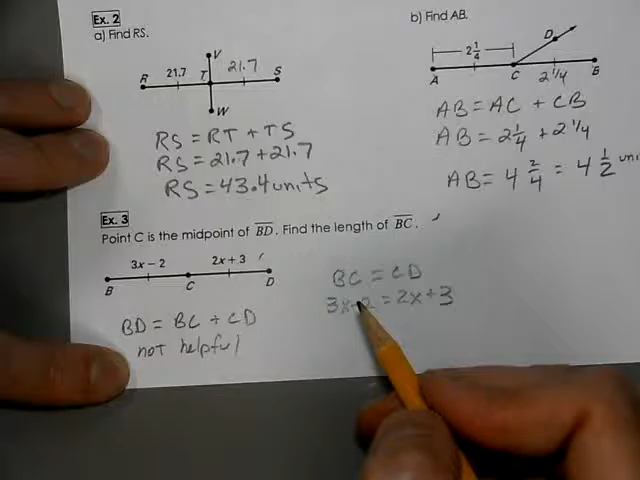 Ex. 2
a) Find RS.
V
21.7
21.7
R
T
S
W
RS = RT + TS
RS = 21.7 + 21.7
RS = 43.4 units
b) Find AB.
D
2 1/4
A
C
B
2 1/4
AB = AC + CB
AB = 2 1/4 + 2 1/4
AB = 4 2/4 = 4 1/2 uni
Ex. 3
Point C is the midpoint of BD. Find the length of BC.
3x − 2
2x + 3
B
C
D
BD = BC + CD
not helpful
BC = CD
3x - 2 = 2x + 3